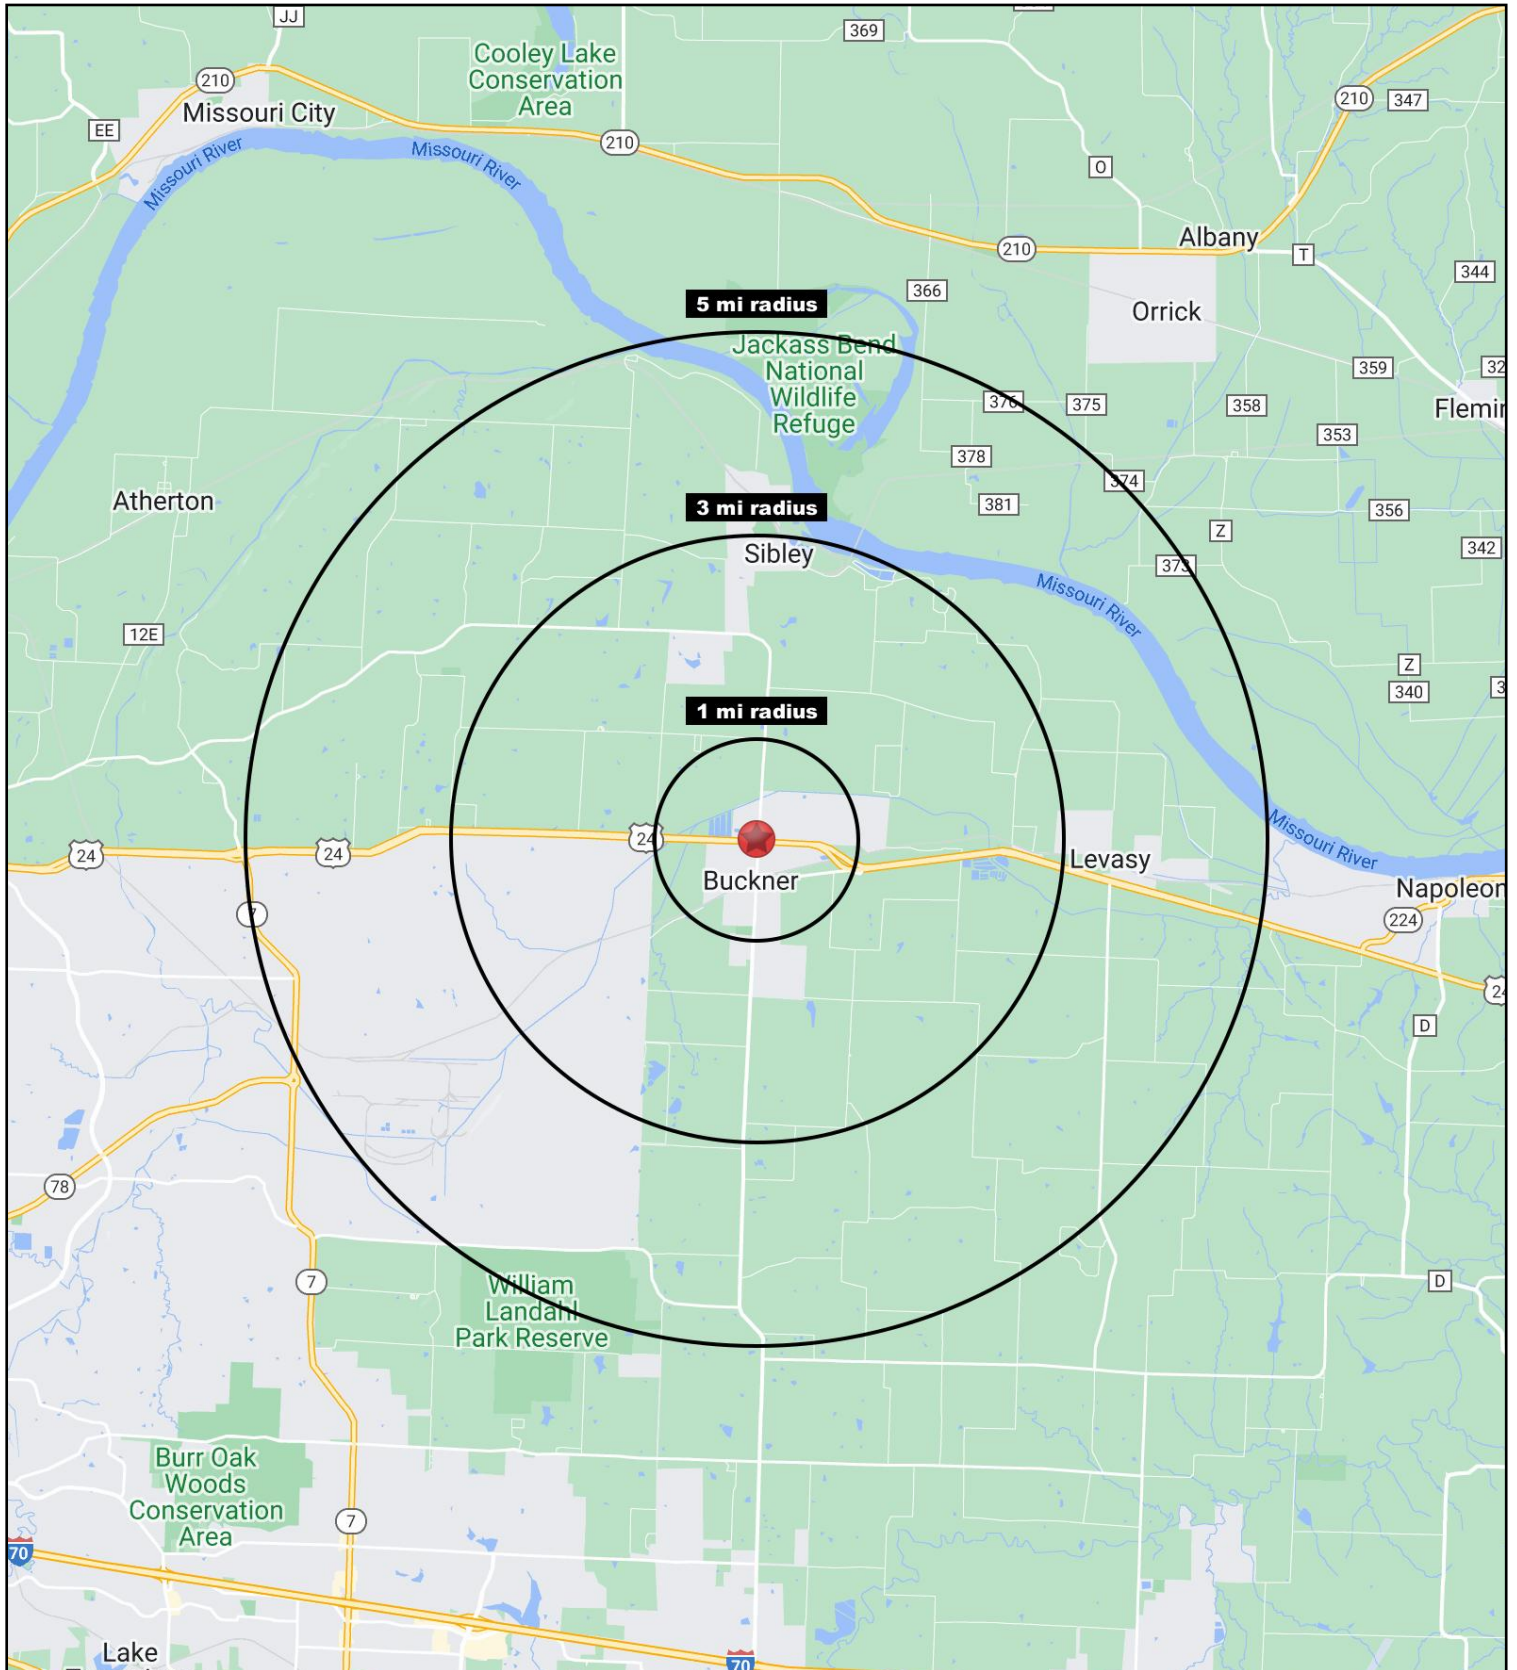 JJ
369
Cooley Lake
Conservation
Area
210
Missouri City
210
347
EE
210
Missouri River
Missouri River
O
Albany
210
T
344
5 mi radius
366
Orrick
Jackass Bend
National
Wildlife
Refuge
359
32
376
375
358
Flemin
353
378
374
Atherton
381
3 mi radius
356
Z
Sibley
342
373
Missouri River
12E
Z
340
3
1 mi radius
24
24
24
Missouri River
Levasy
Buckner
Napoleon
7
224
24
D
78
7
D
William
Landahl
Park Reserve
Burr Oak
Woods
Conservation
Area
7
70
Lake
70